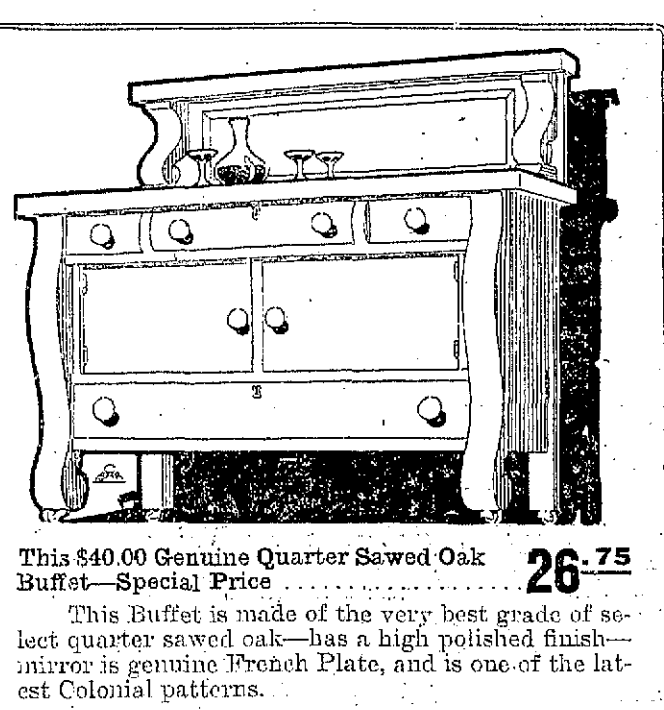 This $40.00 Genuine Quarter Sawed Oak
Buffet—Special Price .................. 26.75
This Buffet is made of the very best grade of se-
lect quarter sawed oak—has a high polished finish—
mirror is genuine French Plate, and is one of the lat-
est Colonial patterns.